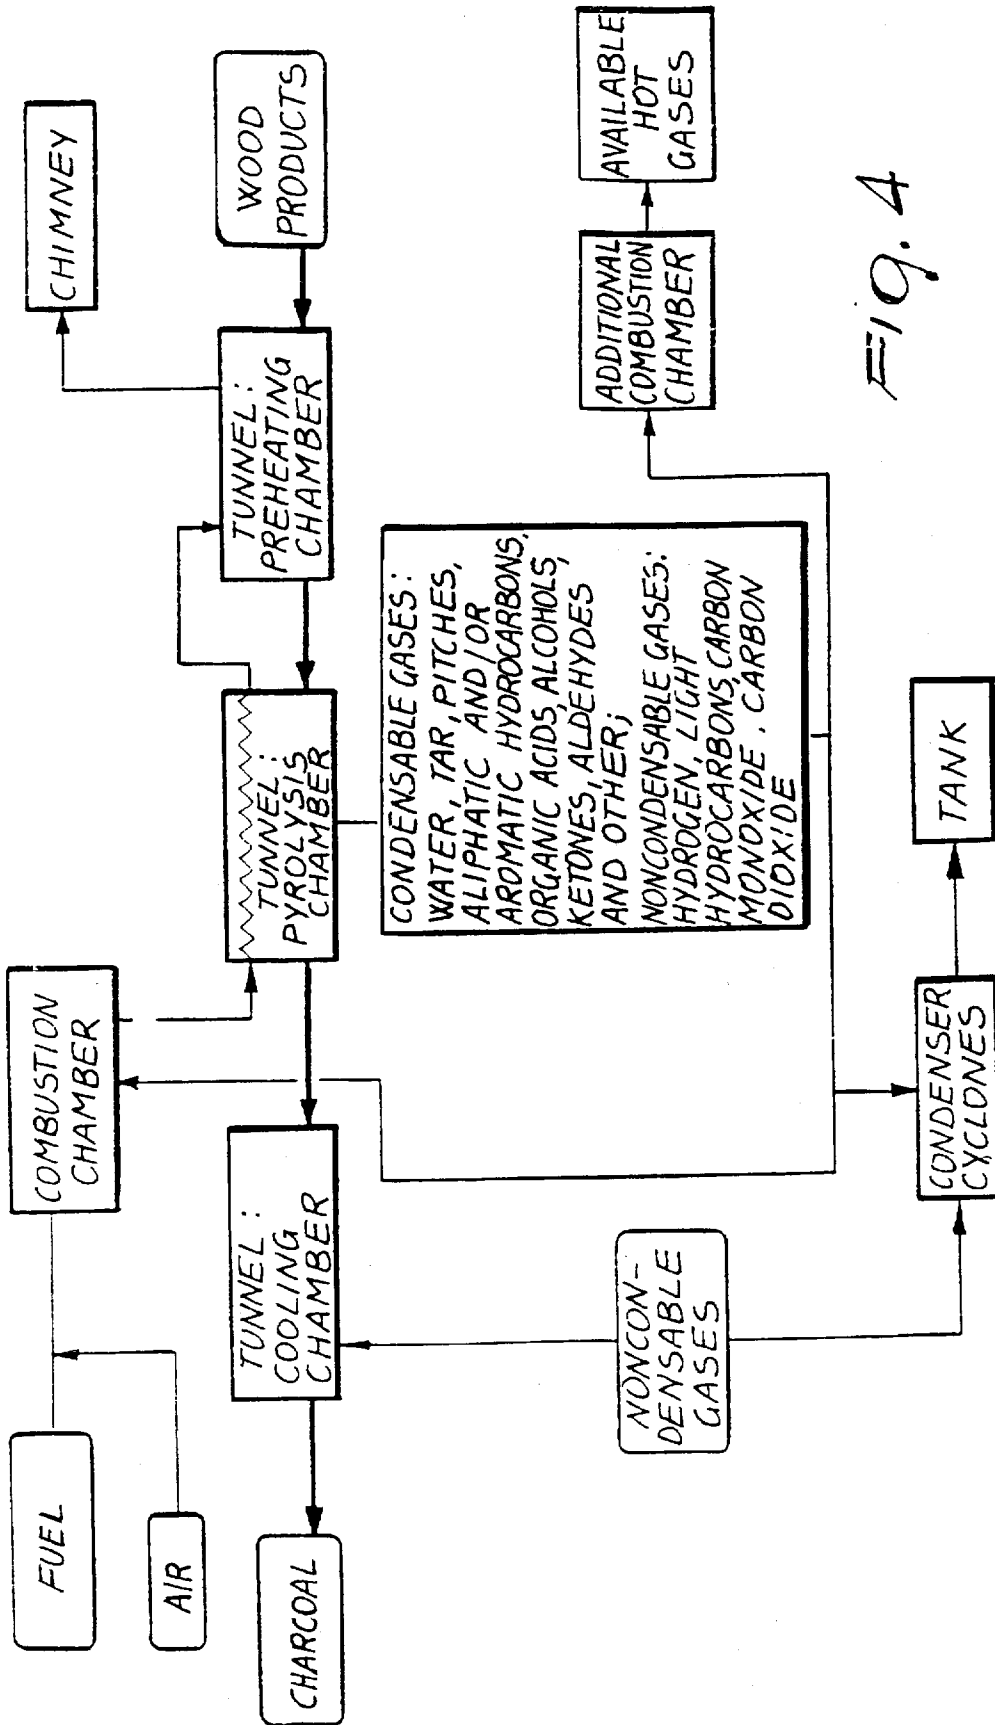 FUEL
AIR
CHARCOAL
COMBUSTION
CHAMBER
TUNNEL:
COOLING
CHAMBER
TUNNEL:
PYROLYSIS
CHAMBER
TUNNEL:
PREHEATING
CHAMBER
CHIMNEY
WOOD
PRODUCTS
CONDENSABLE GASES:
WATER, TAR, PITCHES,
ALIPHATIC AND/OR
AROMATIC HYDROCARBONS,
ORGANIC ACIDS, ALCOHOLS,
KETONES, ALDEHYDES
AND OTHER;
NONCONDENSABLE GASES:
HYDROGEN, LIGHT
HYDROCARBONS, CARBON
MONOXIDE. CARBON
DIOXIDE
NONCON-
DENSABLE
GASES
CONDENSER
CYCLONES
TANK
ADDITIONAL
COMBUSTION
CHAMBER
AVAILABLE
HOT
GASES
FIG. 4